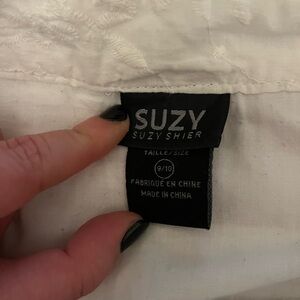 SUZY
SUZY SHIER
TAILLE/SIZE
9/10
FABRIQUÉ EN CHINE
MADE IN CHINA